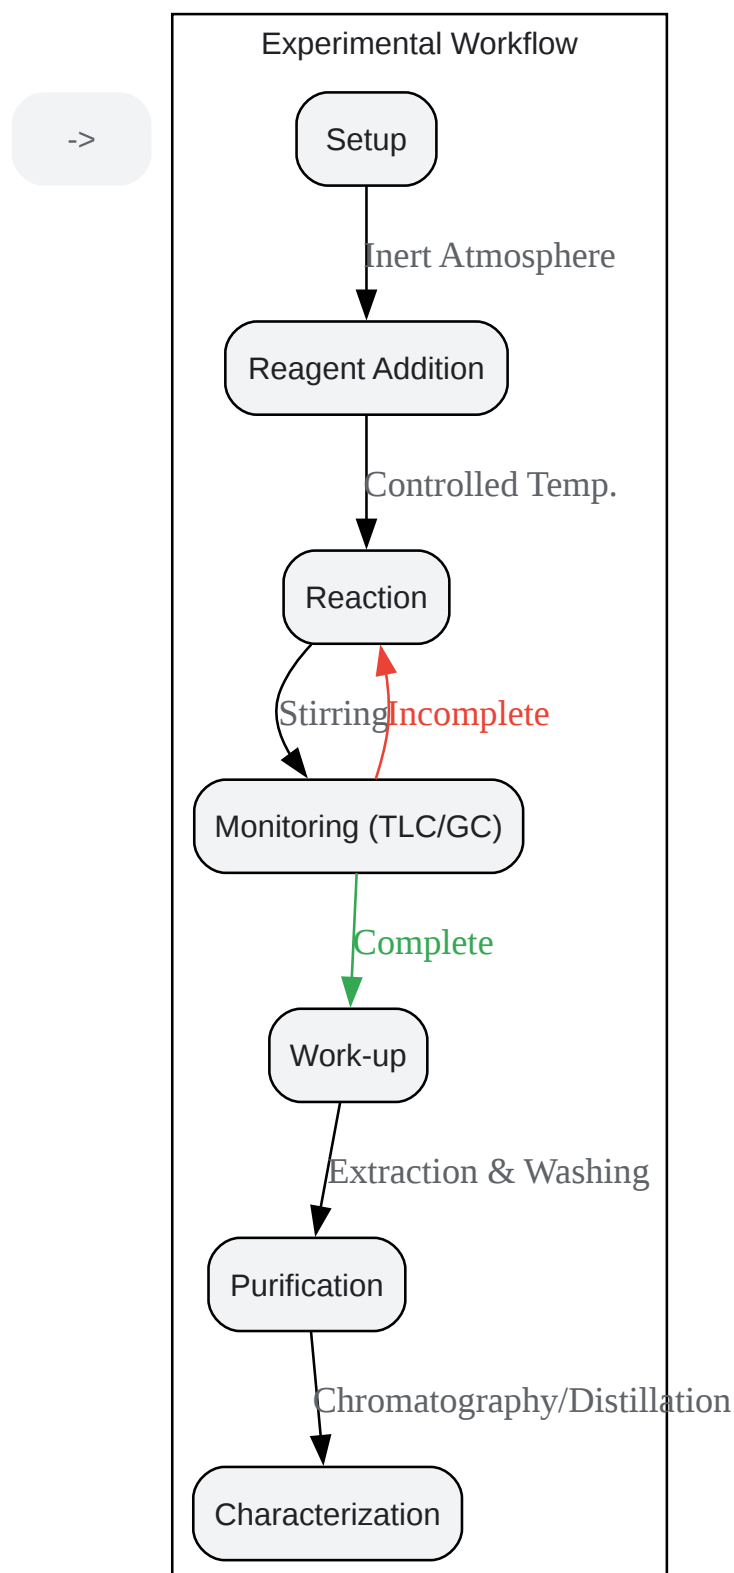 Experimental Workflow
->
Setup
Inert Atmosphere
Reagent Addition
Controlled Temp.
Reaction
Stirring
Incomplete
Monitoring (TLC/GC)
Complete
Work-up
Extraction & Washing
Purification
Chromatography/Distillation
Characterization